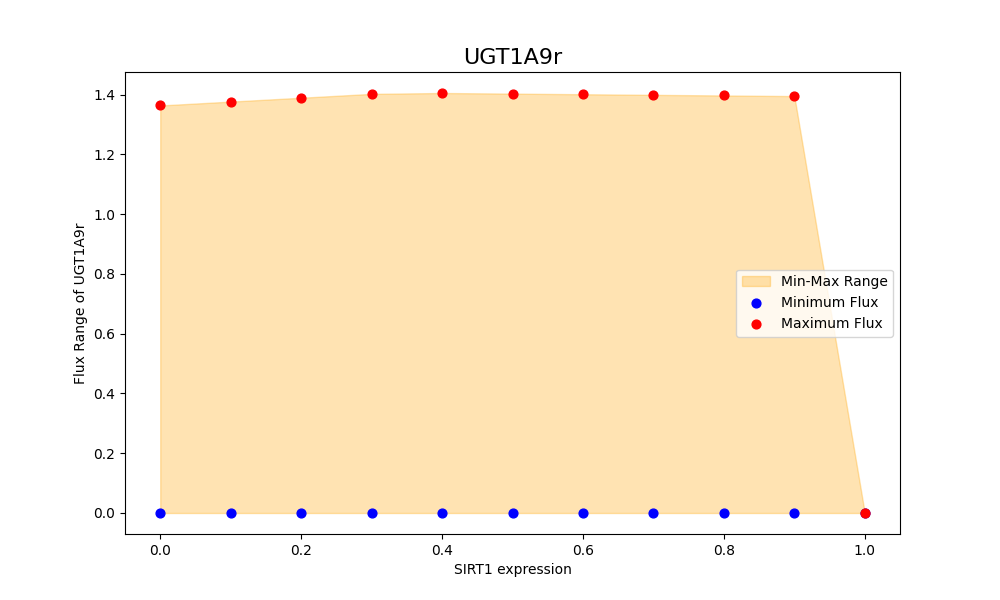 UGT1A9r
Flux Range of UGT1A9r
1.4
1.2
1.0
0.8
0.6
0.4
0.2
0.0
Min-Max Range
Minimum Flux
Maximum Flux
0.0 0.2 0.4 0.6 0.8 1.0
SIRT1 expression